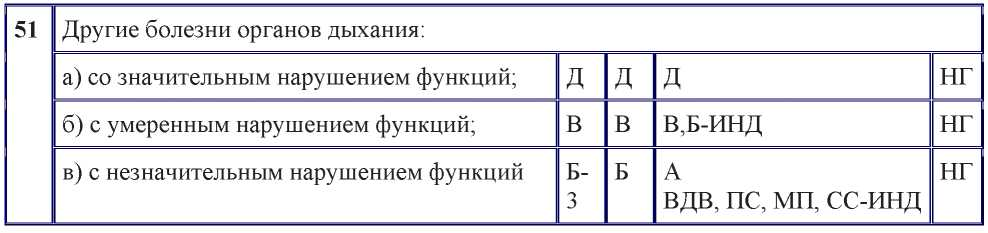 51 Другие болезни органов дыхания:
а) со значительным нарушением функций; Д Д Д НГ
б) с умеренным нарушением функций; В В В,Б-ИНД НГ
в) с незначительным нарушением функций Б- Б А НГ
3 ВДВ, ПС, МП, СС-ИНД